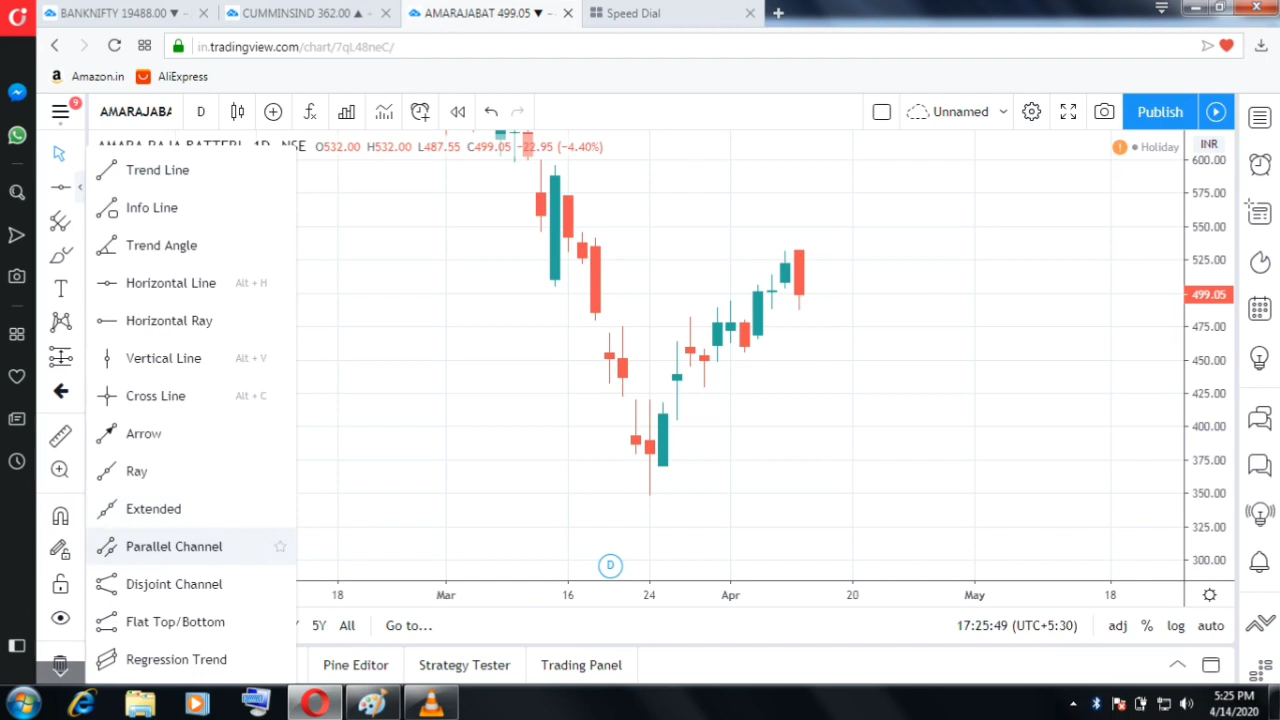 BANKNIFTY 19488.00 ▼
CUMMINSIND 362.00 ▲
AMARAJABAT 499.05 ▼
Speed Dial
in.tradingview.com/chart/7qL48neC/
Amazon.in
AliExpress
9
AMARAJABA
D
Unnamed
Publish
O532.00 H532.00 L487.55 C499.05 −22.95 (−4.40%)
Holiday
INR
Trend Line
Info Line
Trend Angle
Horizontal Line Alt + H
Horizontal Ray
Vertical Line Alt + V
Cross Line Alt + C
Arrow
Ray
Extended
Parallel Channel
Disjoint Channel
Flat Top/Bottom
Regression Trend
600.00
575.00
550.00
525.00
499.05
475.00
450.00
425.00
400.00
375.00
350.00
325.00
300.00
D
18 Mar 16 24 Apr 20 May 18
5Y All Go to...
17:25:49 (UTC+5:30) adj % log auto
Pine Editor Strategy Tester Trading Panel
5:25 PM
4/14/2020